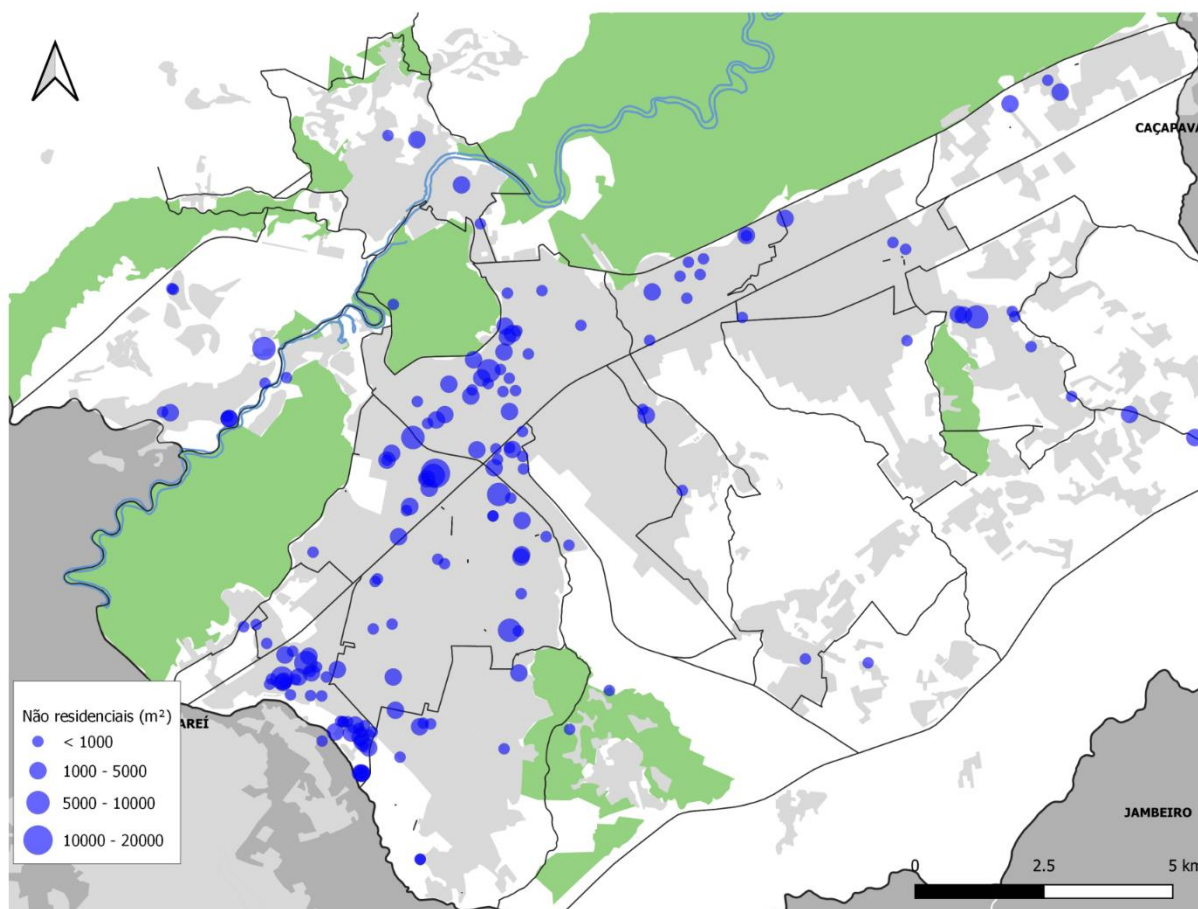 CAÇAPAVA
AREÍ
Não residenciais (m²)
< 1000
1000 - 5000
5000 - 10000
10000 - 20000
JAMBEIRO
0 2.5 5 km